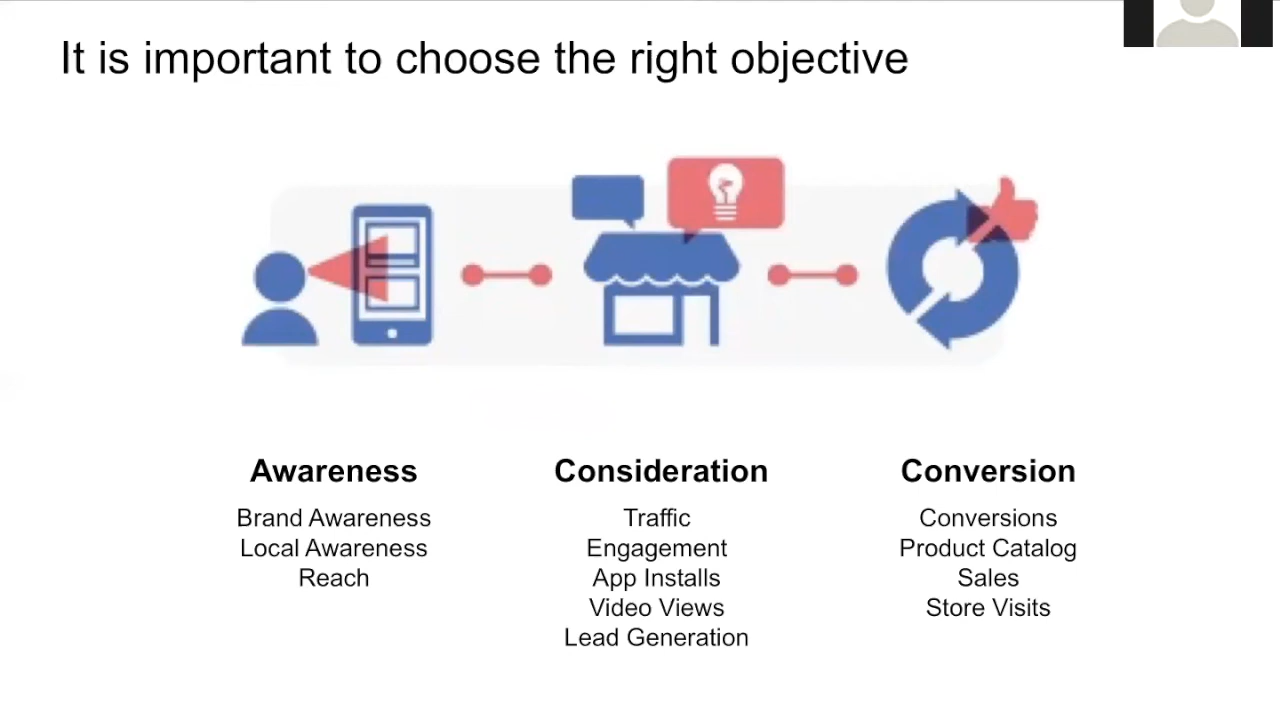 It is important to choose the right objective
Awareness
Brand Awareness
Local Awareness
Reach
Consideration
Traffic
Engagement
App Installs
Video Views
Lead Generation
Conversion
Conversions
Product Catalog
Sales
Store Visits